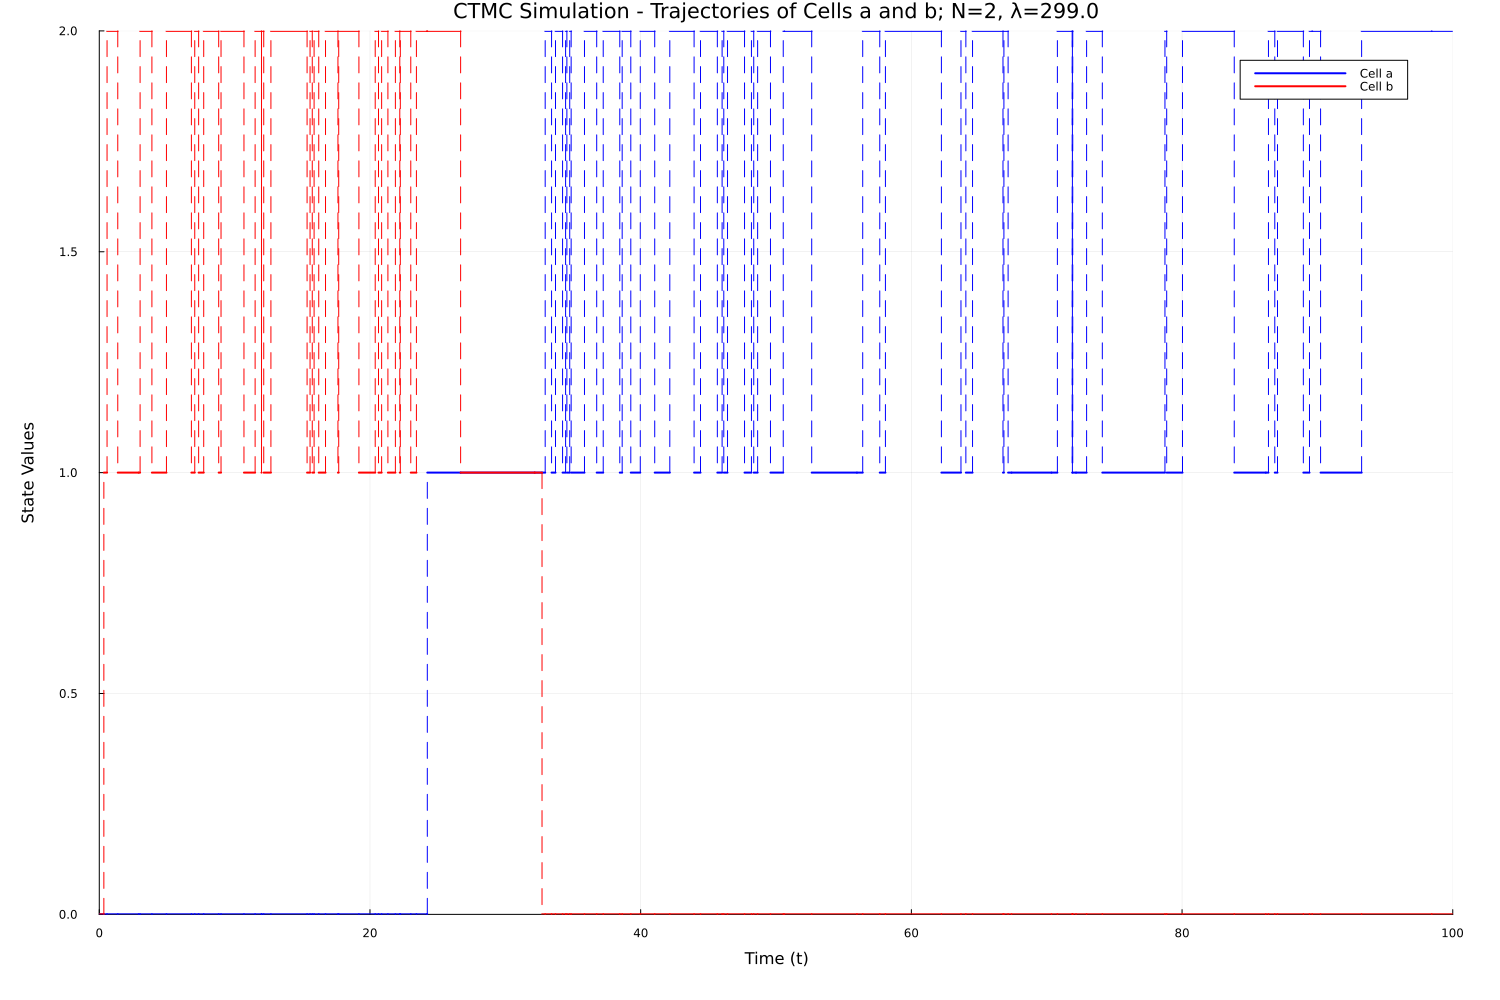 CTMC Simulation - Trajectories of Cells a and b; N=2, λ=299.0
2.0
Cell a
Cell b
1.5
1.0
State Values
0.5
0.0
0 20 40 60 80 100
Time (t)